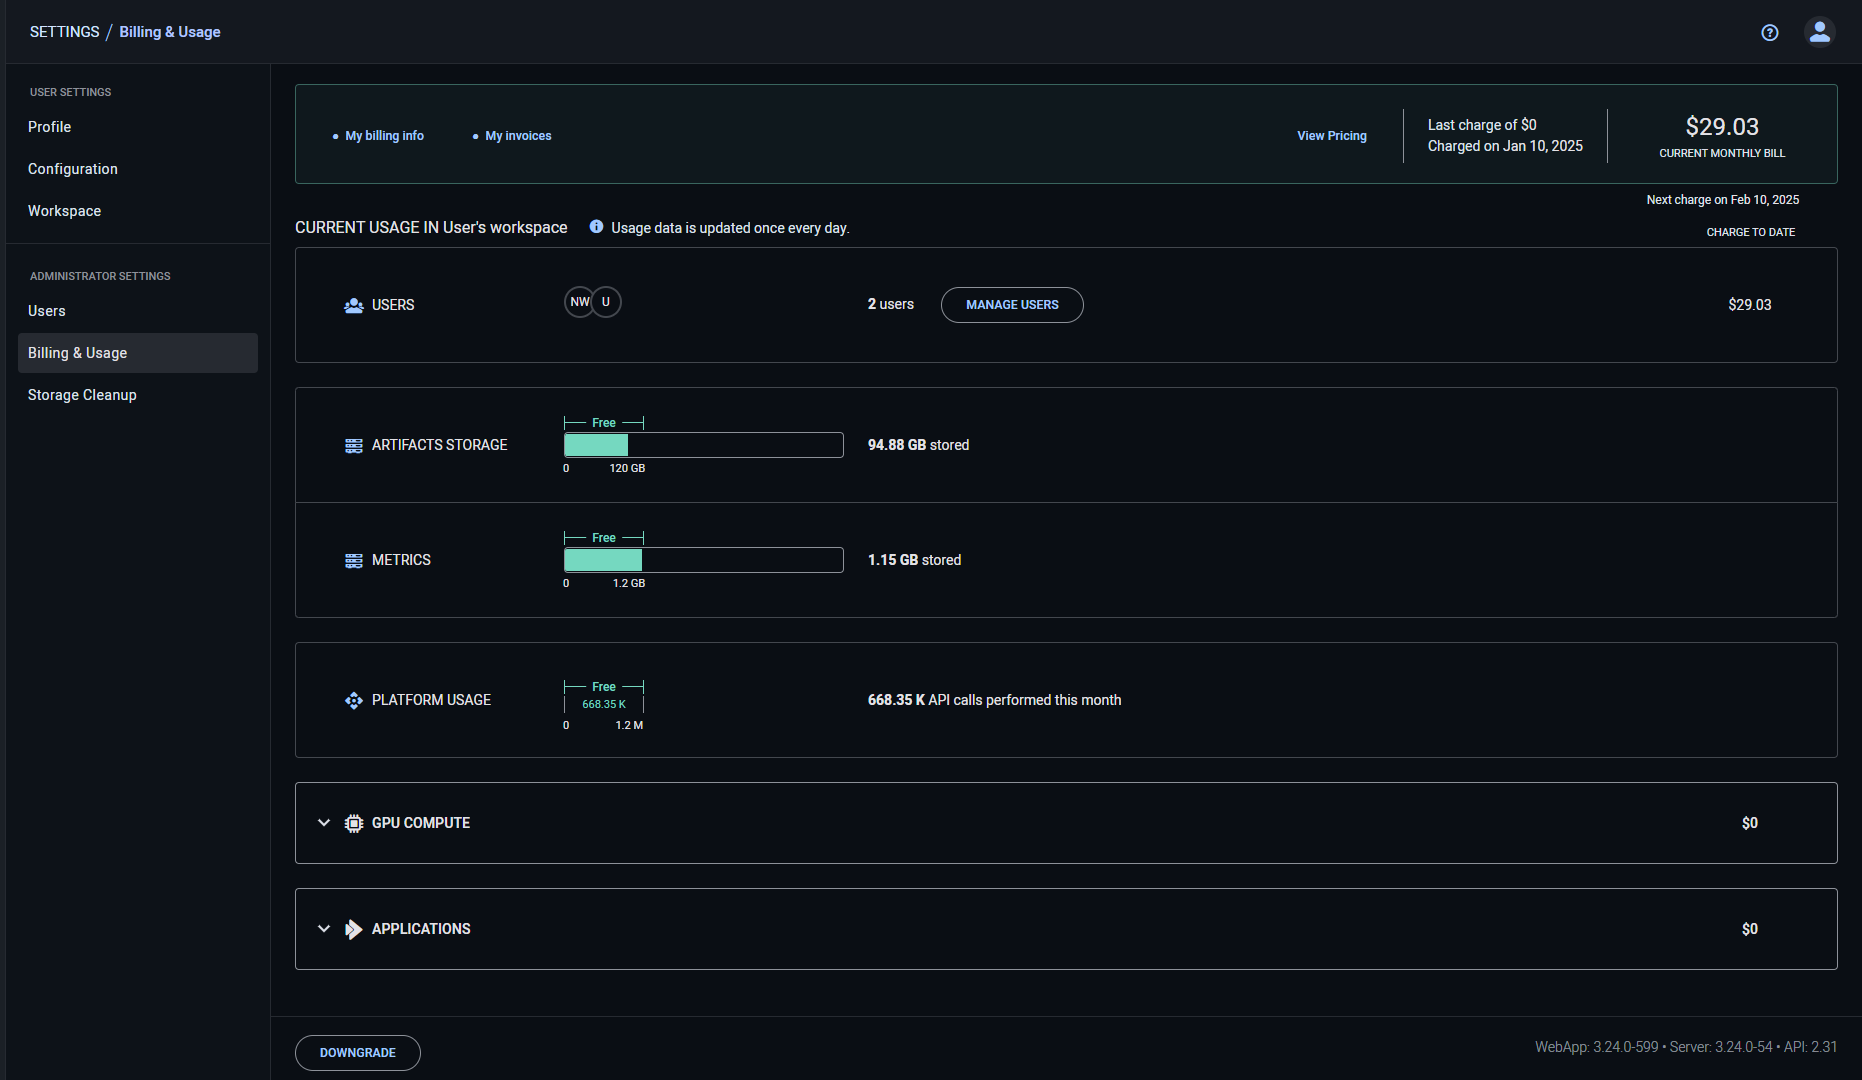 SETTINGS / Billing & Usage
USER SETTINGS
Profile
Configuration
Workspace
ADMINISTRATOR SETTINGS
Users
Billing & Usage
Storage Cleanup
My billing info
My invoices
View Pricing
Last charge of $0
Charged on Jan 10, 2025
$29.03
CURRENT MONTHLY BILL
Next charge on Feb 10, 2025
CURRENT USAGE IN User's workspace
Usage data is updated once every day.
CHARGE TO DATE
USERS
NW
U
2 users
MANAGE USERS
$29.03
ARTIFACTS STORAGE
Free
0
120 GB
94.88 GB stored
METRICS
Free
0
1.2 GB
1.15 GB stored
PLATFORM USAGE
Free
668.35 K
0
1.2 M
668.35 K API calls performed this month
GPU COMPUTE
$0
APPLICATIONS
$0
DOWNGRADE
WebApp: 3.24.0-599 • Server: 3.24.0-54 • API: 2.31